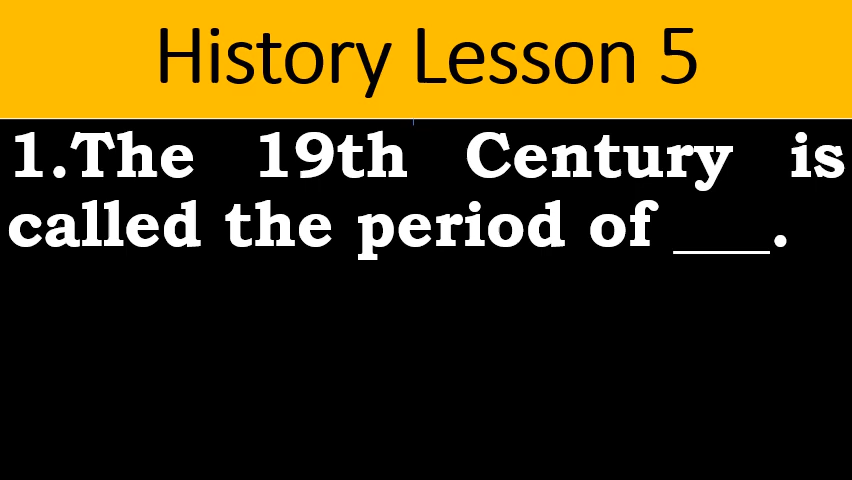 History Lesson 5
1.The 19th Century is
called the period of ___.